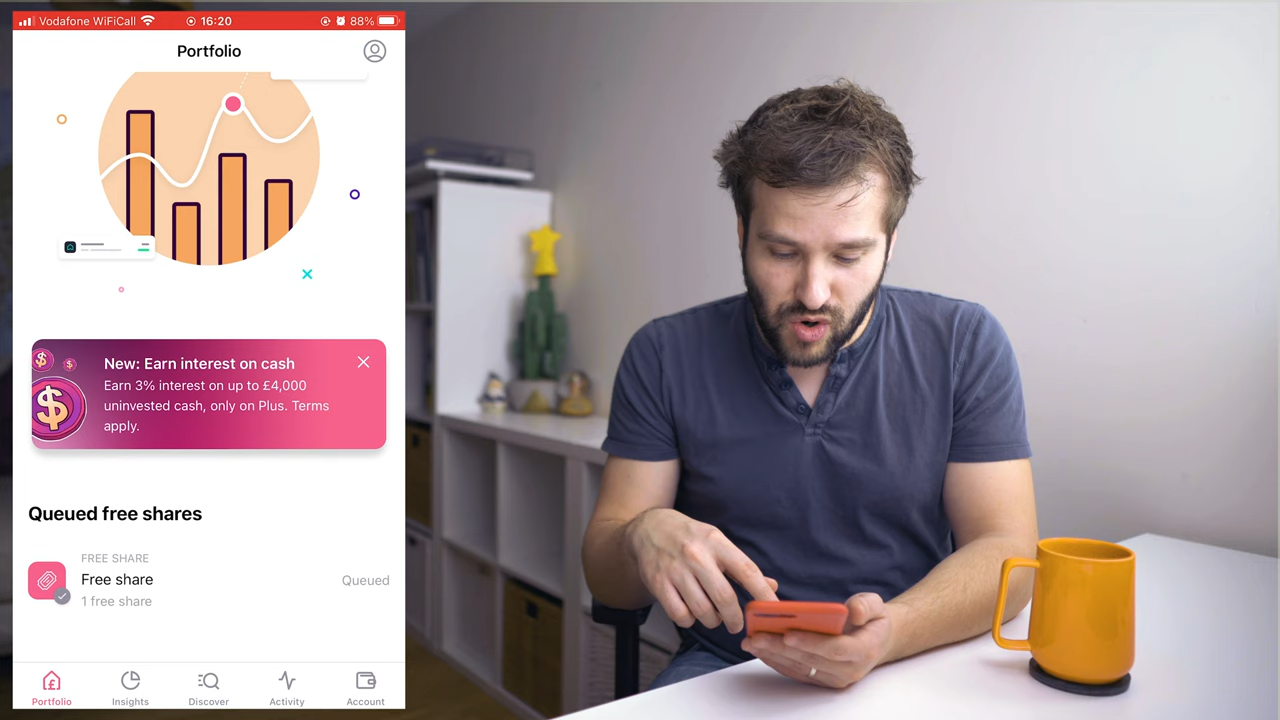 Vodafone WiFiCall 16:20 88%
Portfolio
New: Earn interest on cash
Earn 3% interest on up to £4,000
uninvested cash, only on Plus. Terms
apply.
Queued free shares
FREE SHARE
Free share
Queued
1 free share
Portfolio Insights Discover Activity Account